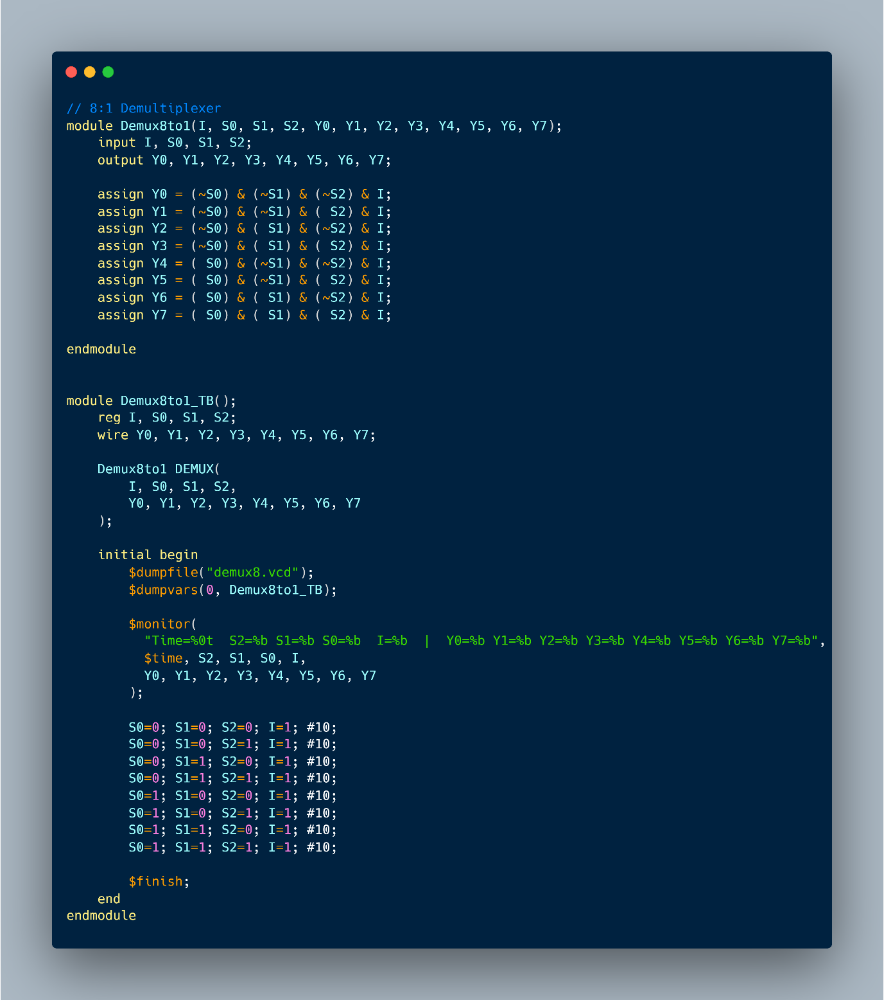 // 8:1 Demultiplexer
module Demux8to1(I, S0, S1, S2, Y0, Y1, Y2, Y3, Y4, Y5, Y6, Y7);
    input I, S0, S1, S2;
    output Y0, Y1, Y2, Y3, Y4, Y5, Y6, Y7;

    assign Y0 = (~S0) & (~S1) & (~S2) & I;
    assign Y1 = (~S0) & (~S1) & ( S2) & I;
    assign Y2 = (~S0) & ( S1) & (~S2) & I;
    assign Y3 = (~S0) & ( S1) & ( S2) & I;
    assign Y4 = ( S0) & (~S1) & (~S2) & I;
    assign Y5 = ( S0) & (~S1) & ( S2) & I;
    assign Y6 = ( S0) & ( S1) & (~S2) & I;
    assign Y7 = ( S0) & ( S1) & ( S2) & I;

endmodule


module Demux8to1_TB();
    reg I, S0, S1, S2;
    wire Y0, Y1, Y2, Y3, Y4, Y5, Y6, Y7;

    Demux8to1 DEMUX(
        I, S0, S1, S2,
        Y0, Y1, Y2, Y3, Y4, Y5, Y6, Y7
    );

    initial begin
        $dumpfile("demux8.vcd");
        $dumpvars(0, Demux8to1_TB);

        $monitor(
          "Time=%0t  S2=%b S1=%b S0=%b  I=%b  |  Y0=%b Y1=%b Y2=%b Y3=%b Y4=%b Y5=%b Y6=%b Y7=%b",
          $time, S2, S1, S0, I,
          Y0, Y1, Y2, Y3, Y4, Y5, Y6, Y7
        );

        S0=0; S1=0; S2=0; I=1; #10;
        S0=0; S1=0; S2=1; I=1; #10;
        S0=0; S1=1; S2=0; I=1; #10;
        S0=0; S1=1; S2=1; I=1; #10;
        S0=1; S1=0; S2=0; I=1; #10;
        S0=1; S1=0; S2=1; I=1; #10;
        S0=1; S1=1; S2=0; I=1; #10;
        S0=1; S1=1; S2=1; I=1; #10;

        $finish;
    end
endmodule